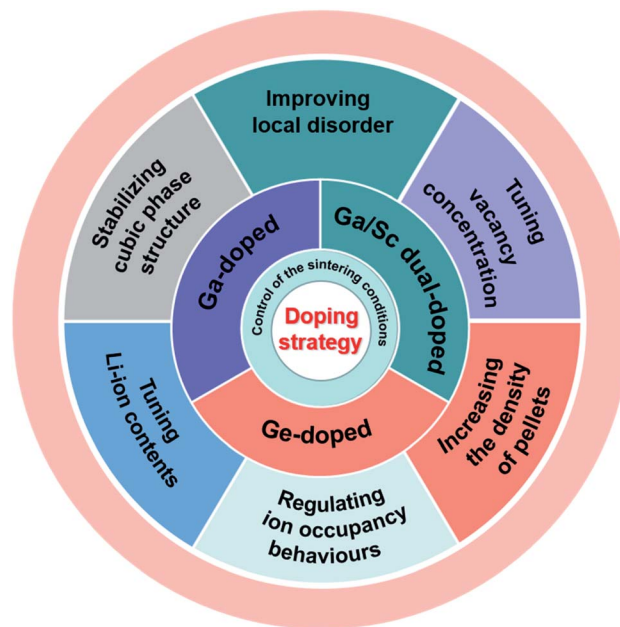 Improving
local disorder
Tuning
vacancy
concentration
Increasing
the density
of pellets
Regulating
ion occupancy
behaviours
Tuning
Li-ion contents
Stabilizing
cubic phase
structure
Ga-doped
Ga/Sc dual-doped
Ge-doped
Control of the sintering conditions
Doping
strategy